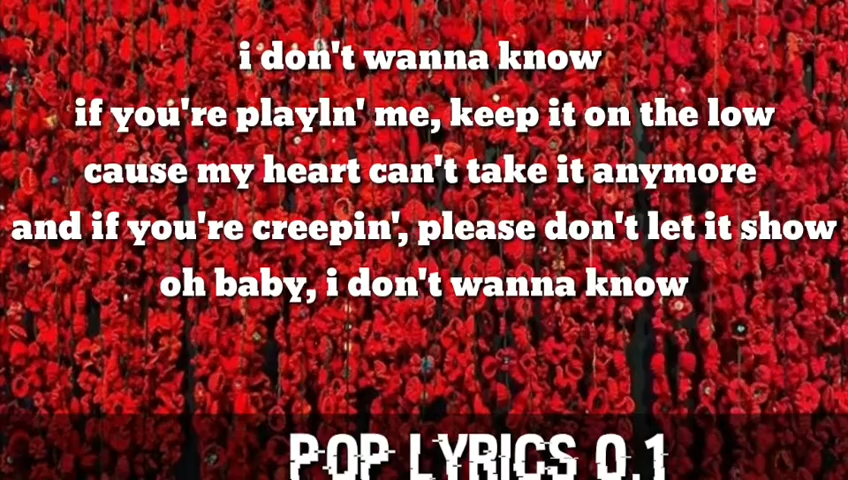 i don't wanna know
if you're playln' me, keep it on the low
cause my heart can't take it anymore
and if you're creepin', please don't let it show
oh baby, i don't wanna know
POP LYRICS 0.1